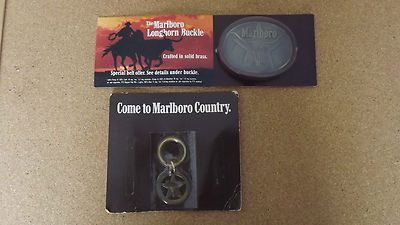 The Marlboro
Longhorn Buckle
Crafted in solid brass.
Special belt offer. See details under buckle.
Marlboro
Come to Marlboro Country.